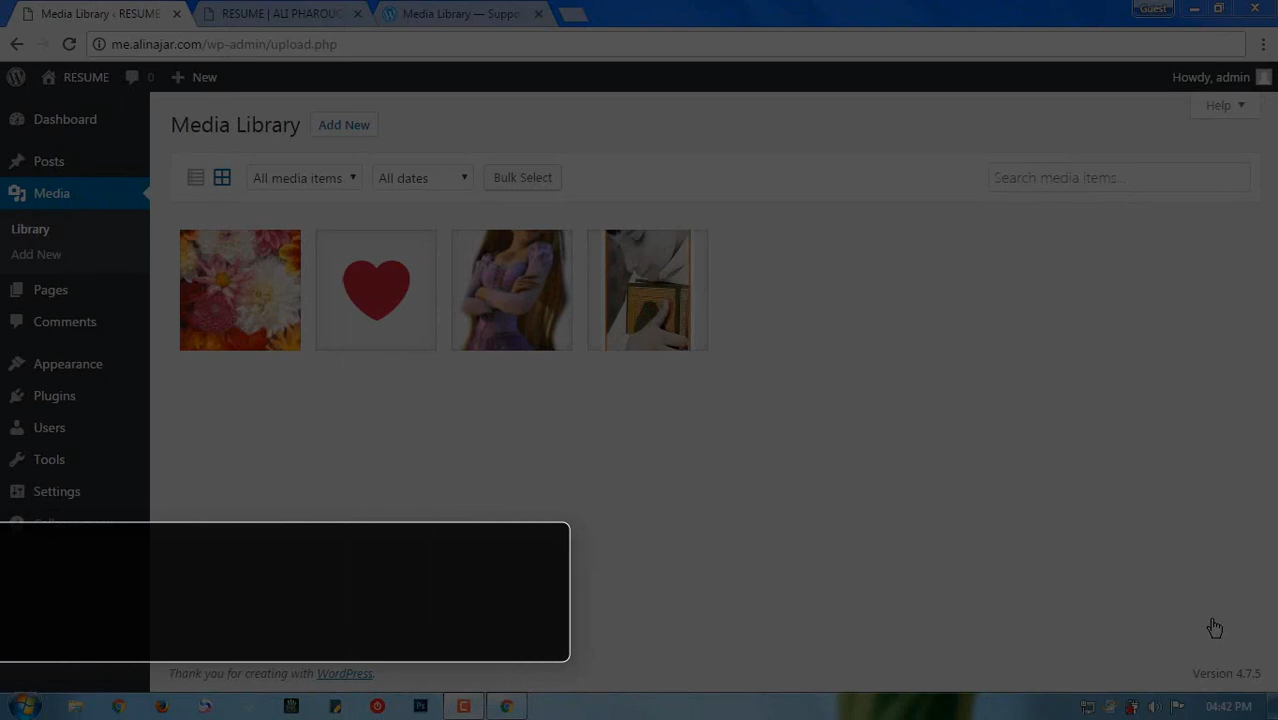 Media Library ‹ RESUME
RESUME | ALI PHAROUC
Media Library — Suppo
Guest
me.alinajar.com/wp-admin/upload.php
RESUME
0
New
Howdy, admin
Dashboard
Posts
Media
Library
Add New
Pages
Comments
Appearance
Plugins
Users
Tools
Settings
Help
Media Library
Add New
All media items
All dates
Bulk Select
Search media items...
Thank you for creating with WordPress.
Version 4.7.5
04:42 PM